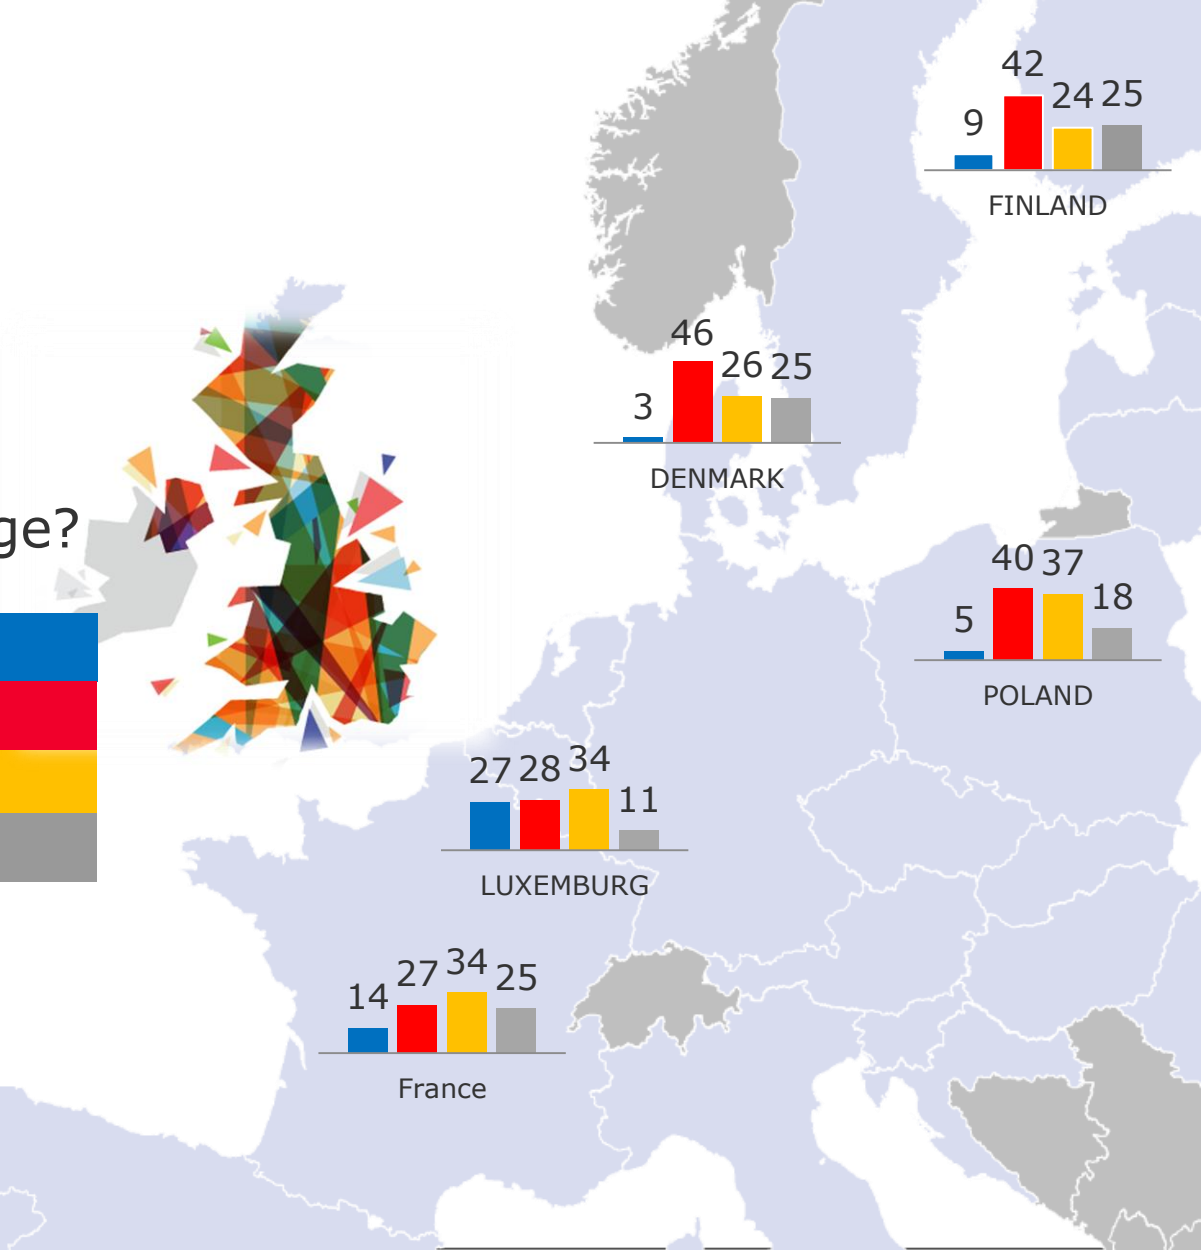 42
24 25
9
FINLAND
46
26 25
3
DENMARK
ge?
40 37
18
5
POLAND
27 28 34
11
LUXEMBURG
14 27 34 25
France